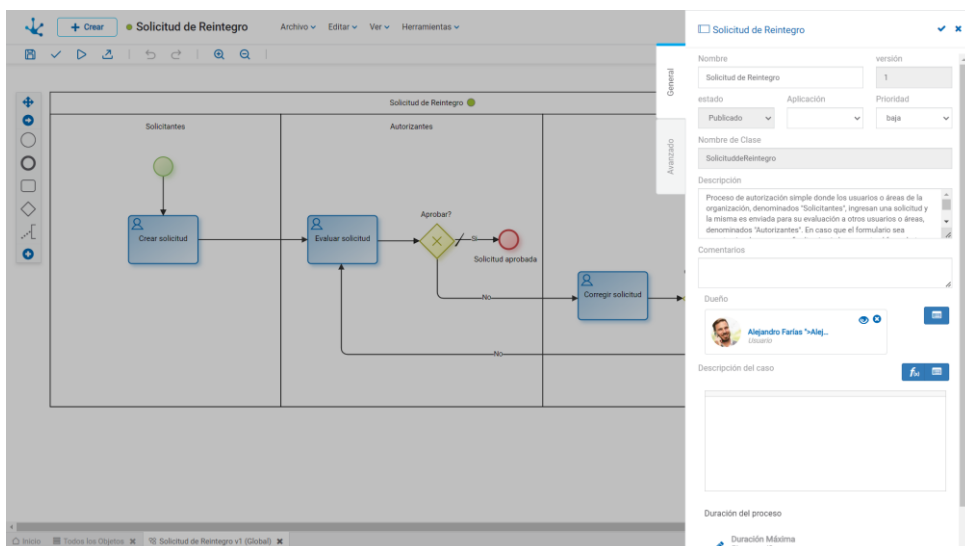 + Crear
Solicitud de Reintegro
Archivo Editar Ver Herramientas
Solicitud de Reintegro
Solicitantes
Autorizantes
Crear solicitud
Evaluar solicitud
Aprobar?
Si
Solicitud aprobada
No
Corregir solicitud
No
Inicio
Todos los Objetos
Solicitud de Reintegro v1 (Global)
General
Avanzado
Solicitud de Reintegro
Nombre
versión
Solicitud de Reintegro
1
estado
Aplicación
Prioridad
Publicado
baja
Nombre de Clase
SolicituddeReintegro
Descripción
Proceso de autorización simple donde los usuarios o áreas de la
organización, denominados "Solicitantes", ingresan una solicitud y
la misma es enviada para su evaluación a otros usuarios o áreas,
denominados "Autorizantes". En caso que el formulario sea
Comentarios
Dueño
Alejandro Farías ">Alej...
Usuario
Descripción del caso
f(x)
Duración del proceso
Duración Máxima